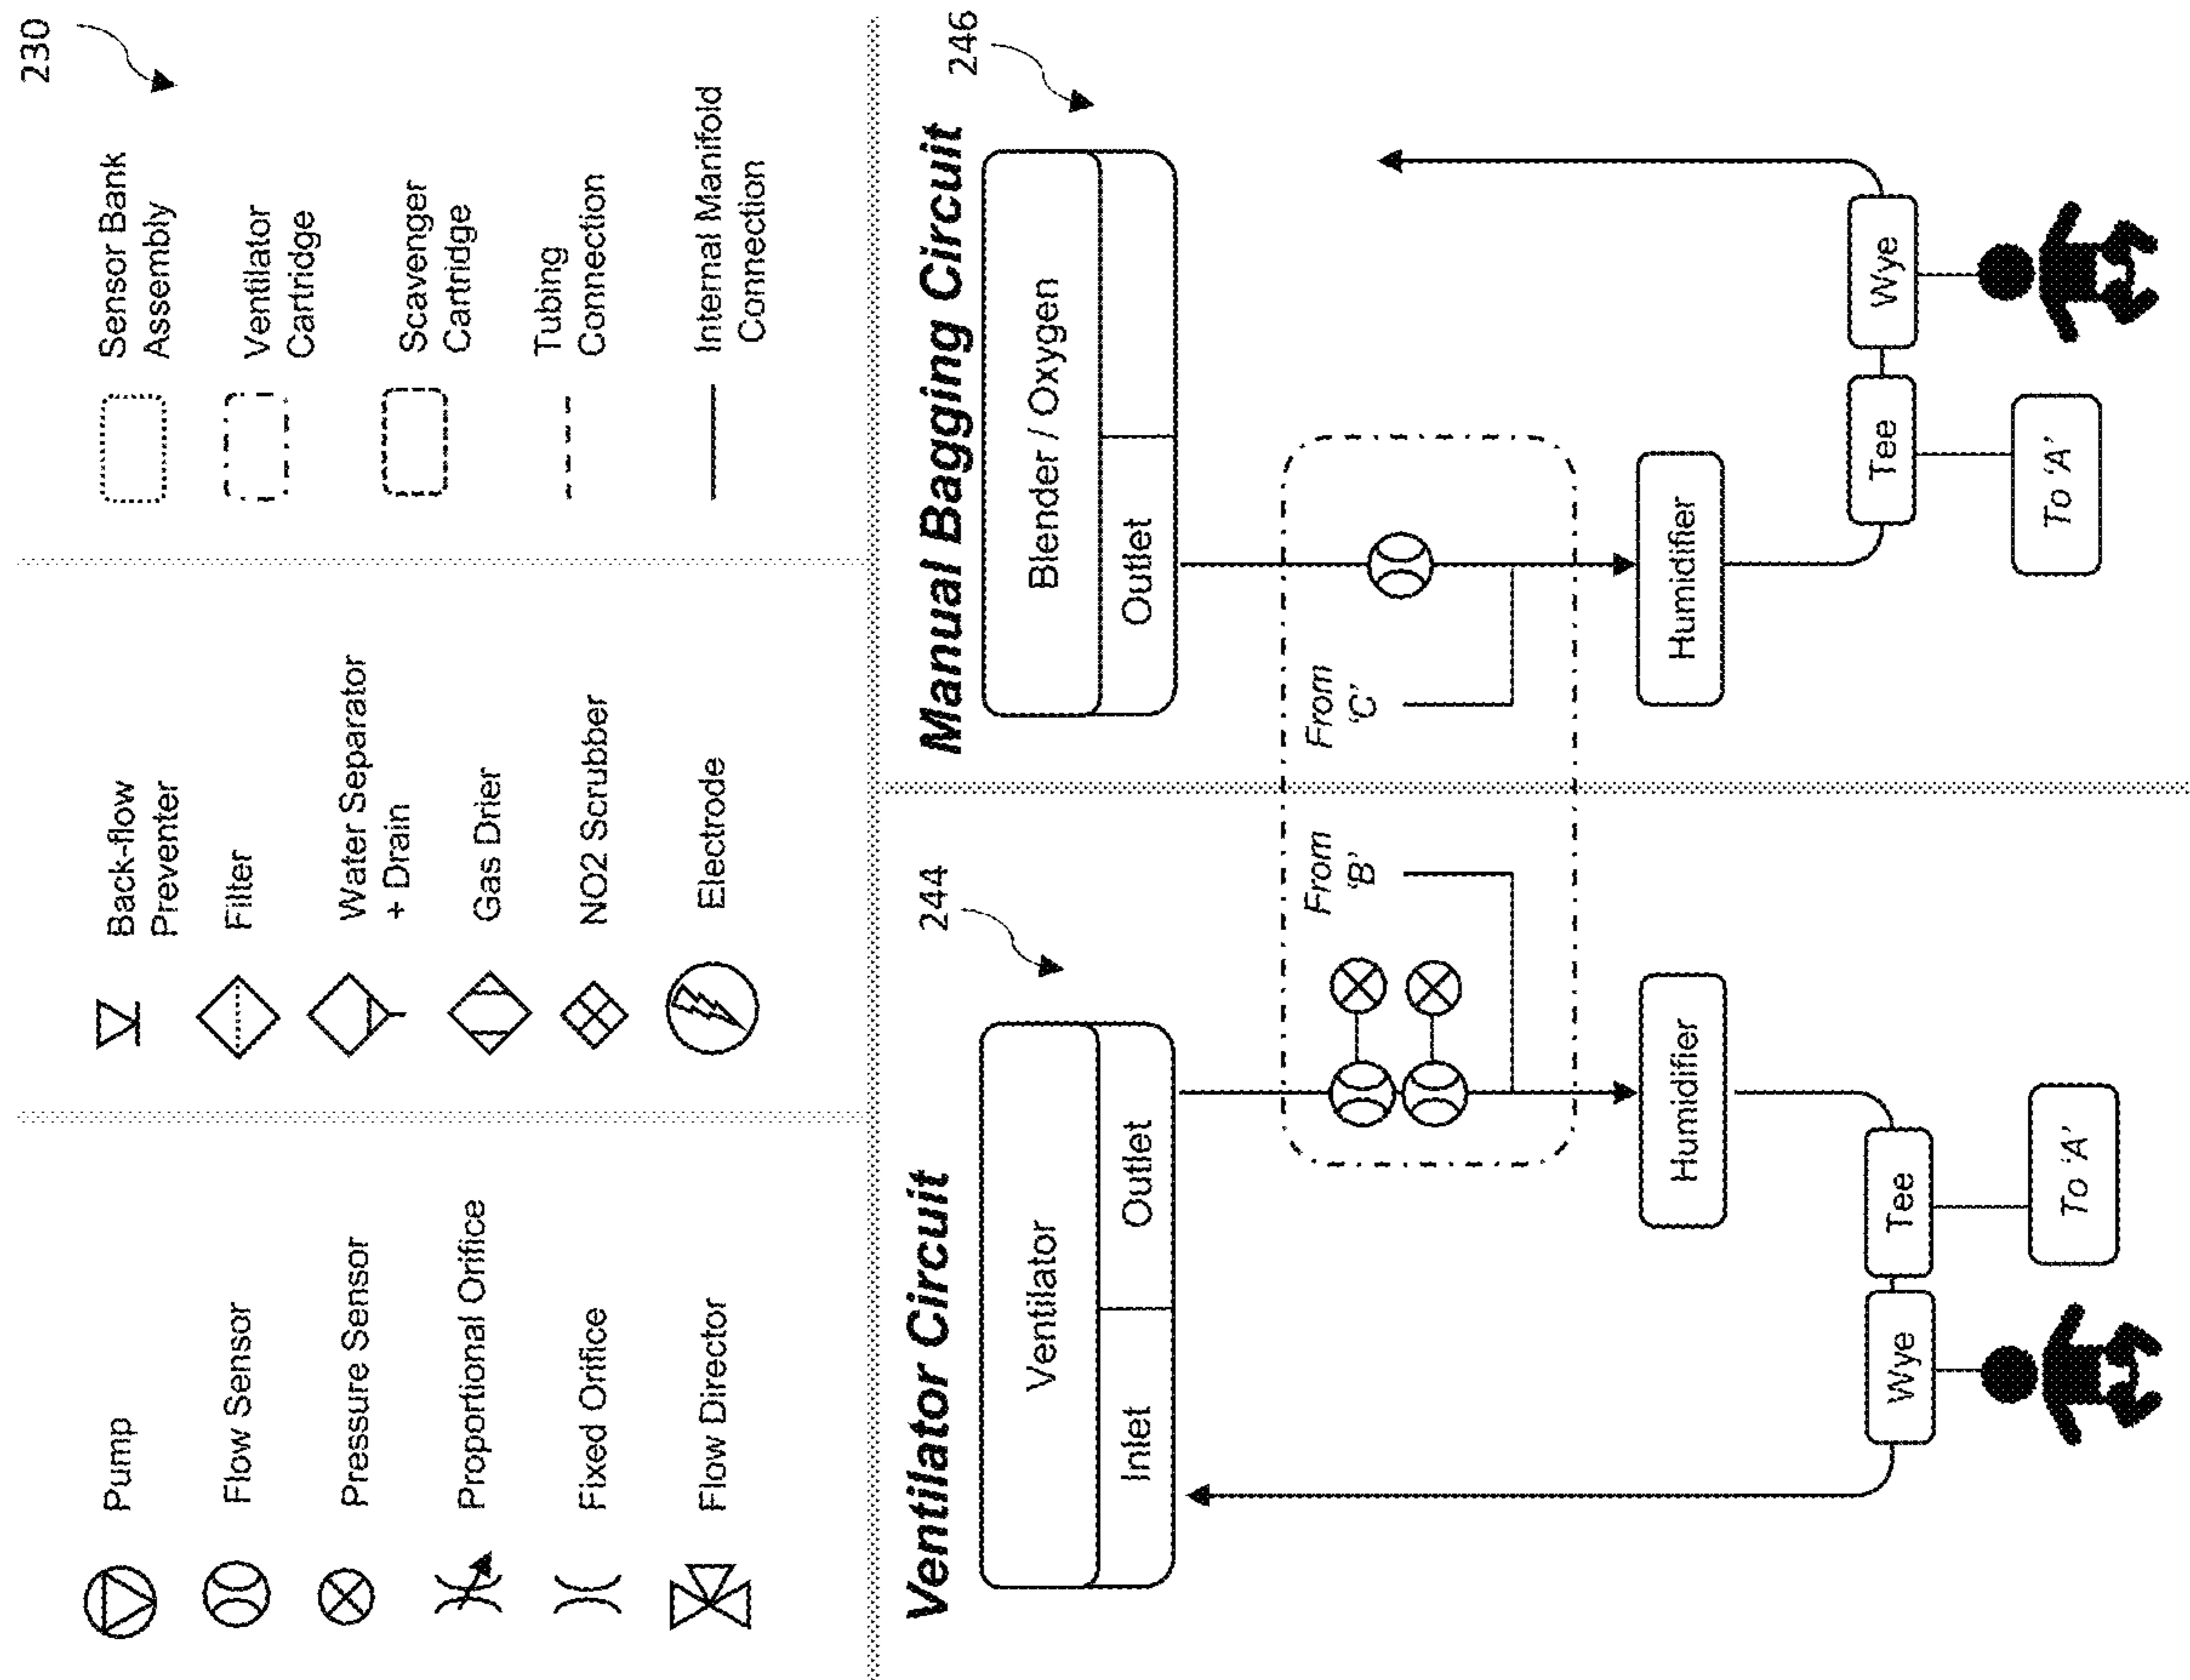 230
Pump
Flow Sensor
Pressure Sensor
Proportional Orifice
Fixed Orifice
Flow Director
Back-flow
Preventer
Filter
Water Separator
+ Drain
Gas Drier
NO2 Scrubber
Electrode
Sensor Bank
Assembly
Ventilator
Cartridge
Scavenger
Cartridge
Tubing
Connection
Internal Manifold
Connection
Ventilator Circuit
244
Ventilator
Inlet
Outlet
From
'B'
Humidifier
Wye
Tee
To 'A'
Manual Bagging Circuit
246
Blender / Oxygen
Outlet
From
'C'
Humidifier
Tee
Wye
To 'A'